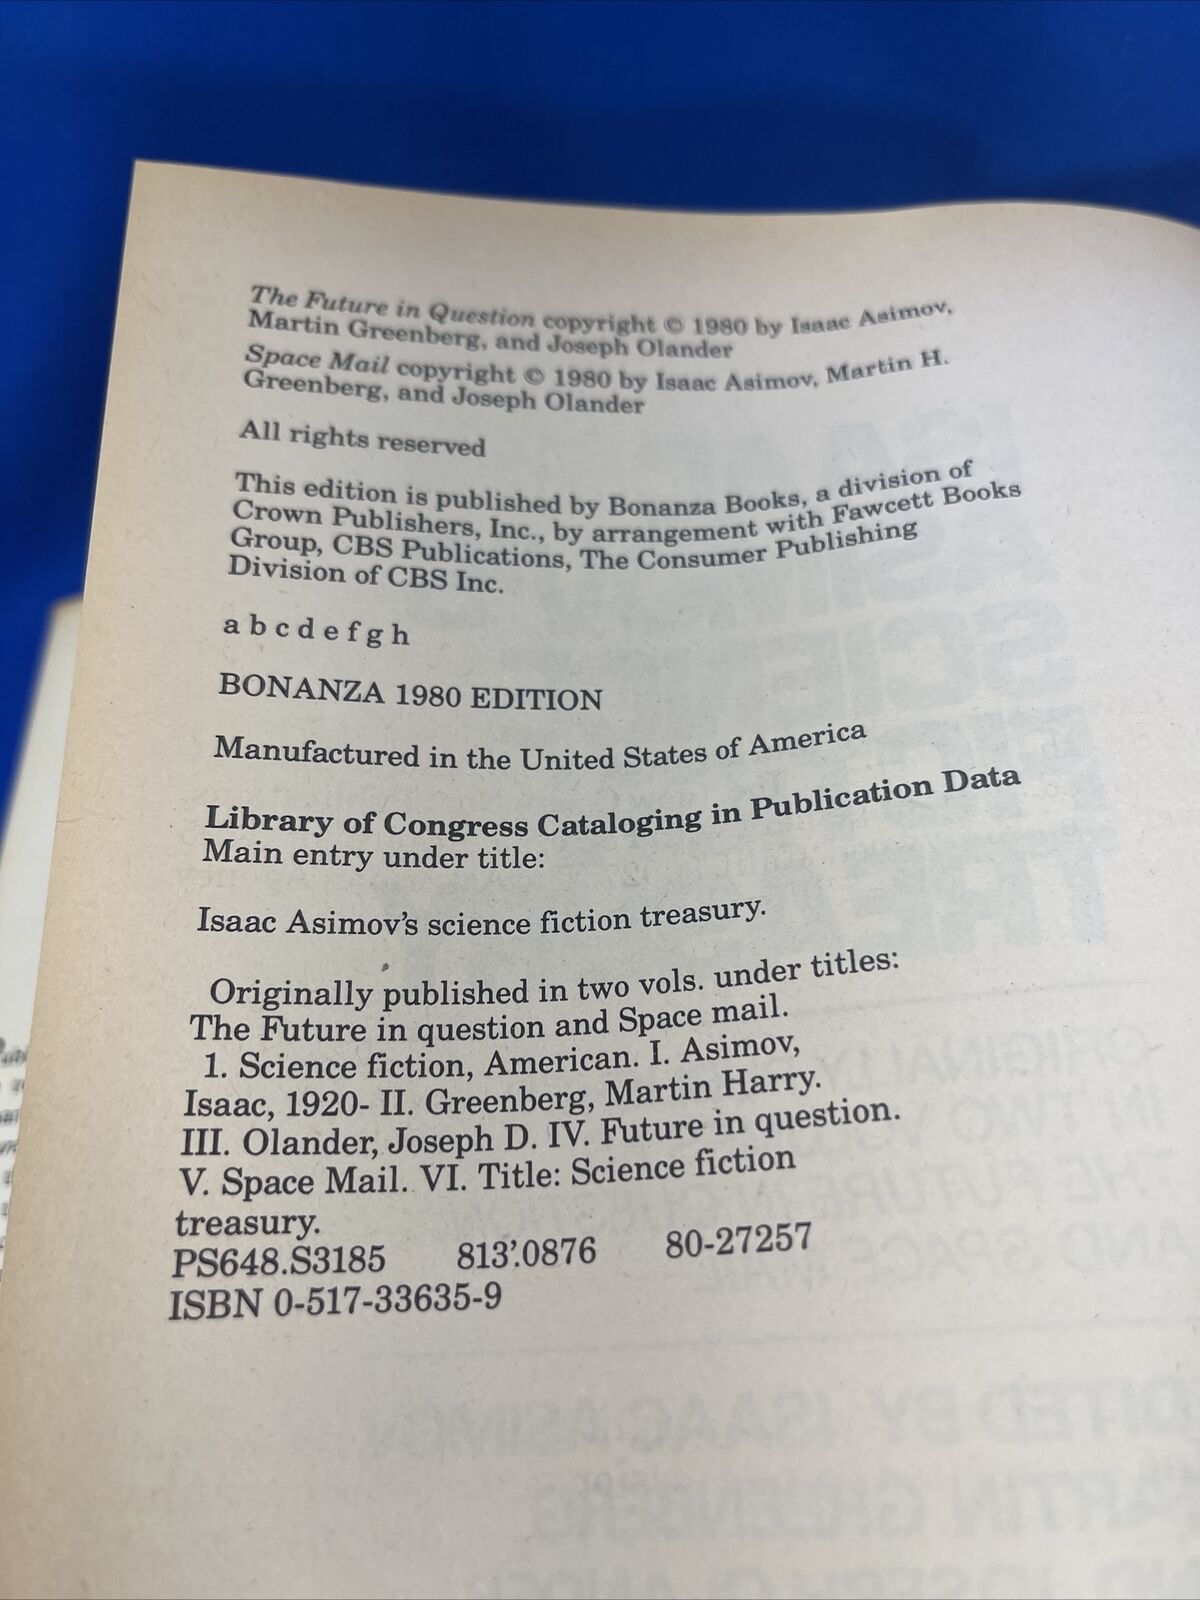 The Future in Question copyright © 1980 by Isaac Asimov,
Martin Greenberg, and Joseph Olander
Space Mail copyright © 1980 by Isaac Asimov, Martin H.
Greenberg, and Joseph Olander
All rights reserved
This edition is published by Bonanza Books, a division of
Crown Publishers, Inc., by arrangement with Fawcett Books
Group, CBS Publications, The Consumer Publishing
Division of CBS Inc.
a b c d e f g h
BONANZA 1980 EDITION
Manufactured in the United States of America
Library of Congress Cataloging in Publication Data
Main entry under title:
Isaac Asimov's science fiction treasury.
Originally published in two vols. under titles:
The Future in question and Space mail.
1. Science fiction, American. I. Asimov,
Isaac, 1920- II. Greenberg, Martin Harry.
III. Olander, Joseph D. IV. Future in question.
V. Space Mail. VI. Title: Science fiction
treasury.
PS648.S3185 813'.0876 80-27257
ISBN 0-517-33635-9